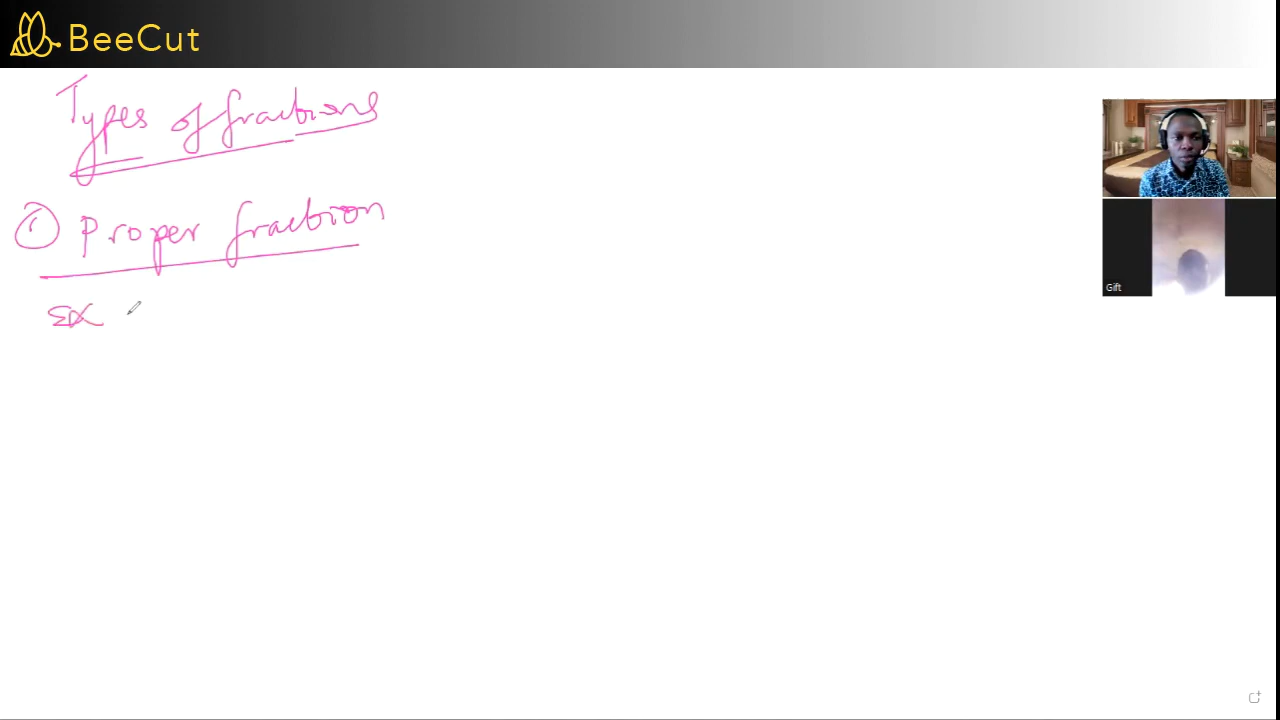 BeeCut
Types of fractions
① Proper fraction
Ex
Gift